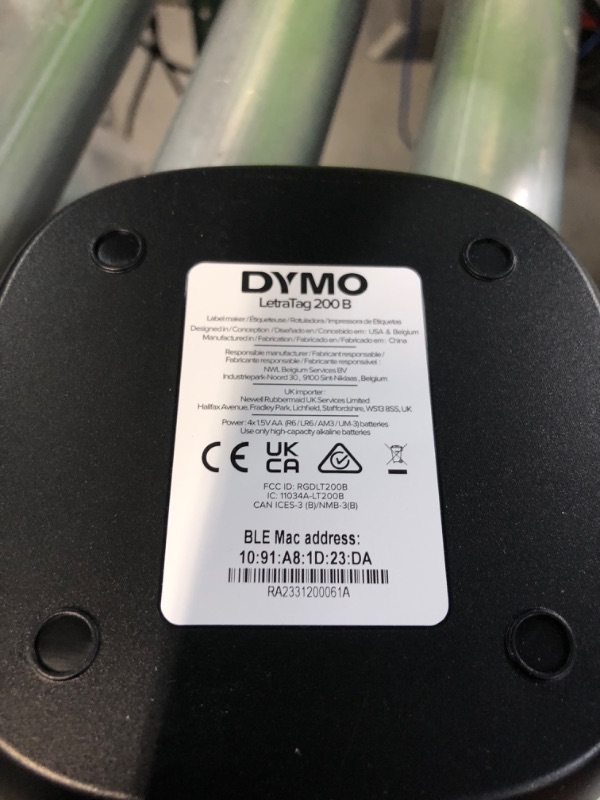 DYMO
LetraTag 200 B
Label maker / Étiqueteuse / Rotuladora / Impressora de Etiquetas
Designed in / Conception / Diseñado en / Concebido em: USA & Belgium
Manufactured in / Fabrication / Fabricado en / Fabricado em: China
Responsible manufacturer / Fabricant responsable /
Fabricante responsable / Fabricante responsável :
NWL Belgium Services BV
Industriepark-Noord 30, 9100 Sint-Niklaas, Belgium
UK importer:
Newell Rubbermaid UK Services Limited
Halifax Avenue, Fradley Park, Lichfield, Staffordshire, WS13 8SS, UK
Power: 4x 1.5V AA (R6 / LR6 / AM3 / UM-3) batteries
Use only high-capacity alkaline batteries
CE UK CA
FCC ID: RGDLT200B
IC: 11034A-LT200B
CAN ICES-3 (B)/NMB-3(B)
BLE Mac address:
10:91:A8:1D:23:DA
RA2331200061A